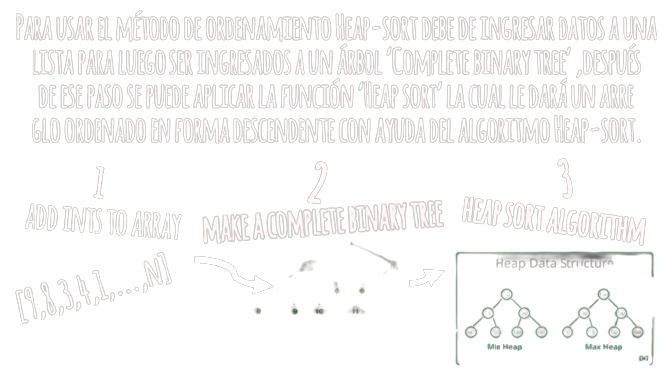 Para usar el método de ordenamiento Heap-sort debe de ingresar datos a una
lista para luego ser ingresados a un árbol 'Complete binary tree' ,después
de ese paso se puede aplicar la función 'Heap sort' la cual le dará un arre
glo ordenado en forma descendente con ayuda del algoritmo Heap-sort.
1
Add ints to array
[9,8,3,4,1,...,N]
2
Make a complete binary tree
8 9 10 11
3
Heap sort algorithm
Heap Data Structure
Min Heap
Max Heap